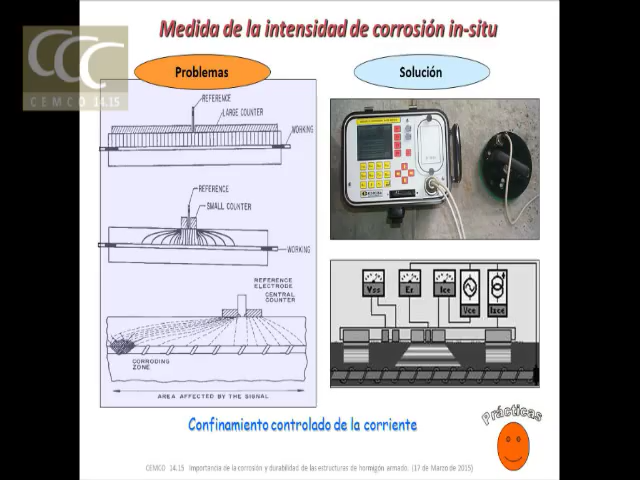 Medida de la intensidad de corrosión in-situ
CEMCO 14.15
Problemas
Solución
REFERENCE
LARGE COUNTER
WORKING
REFERENCE
SMALL COUNTER
WORKING
REFERENCE
ELECTRODE
CENTRAL
COUNTER
CORRODING
ZONE
AREA AFFECTED BY THE SIGNAL
Vss
Er
Ice
Vce
Isce
Confinamiento controlado de la corriente
Prácticas
CEMCO 14.15 Importancia de la corrosión y durabilidad de las estructuras de hormigón armado. (17 de Marzo de 2015)